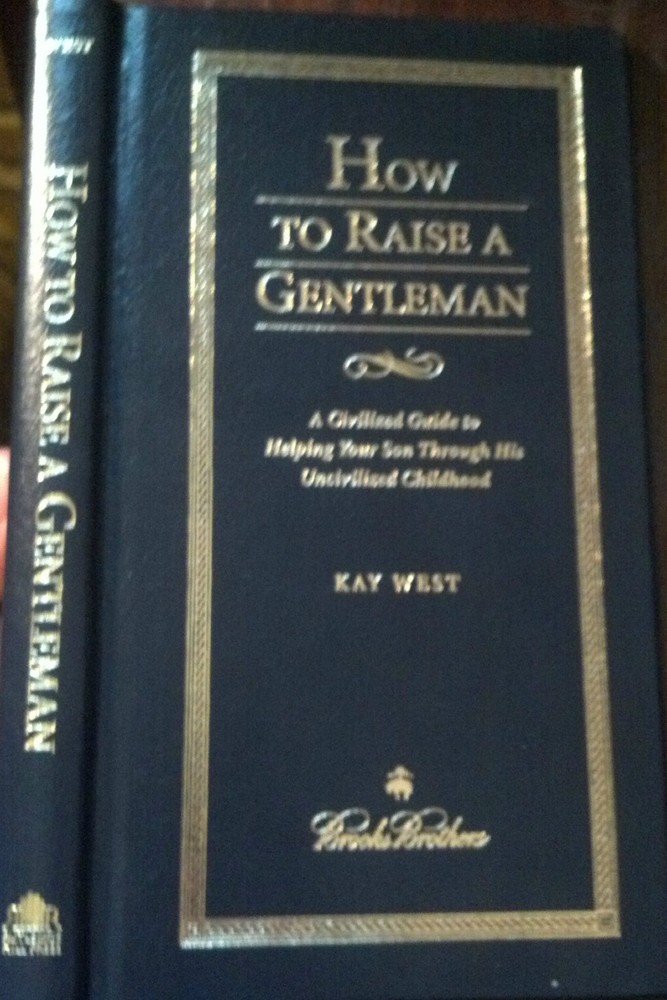 WEST
HOW TO RAISE A GENTLEMAN
HOW
TO RAISE A
GENTLEMAN
A Civilized Guide to
Helping Your Son Through His
Uncivilized Childhood
KAY WEST
Brooks Brothers